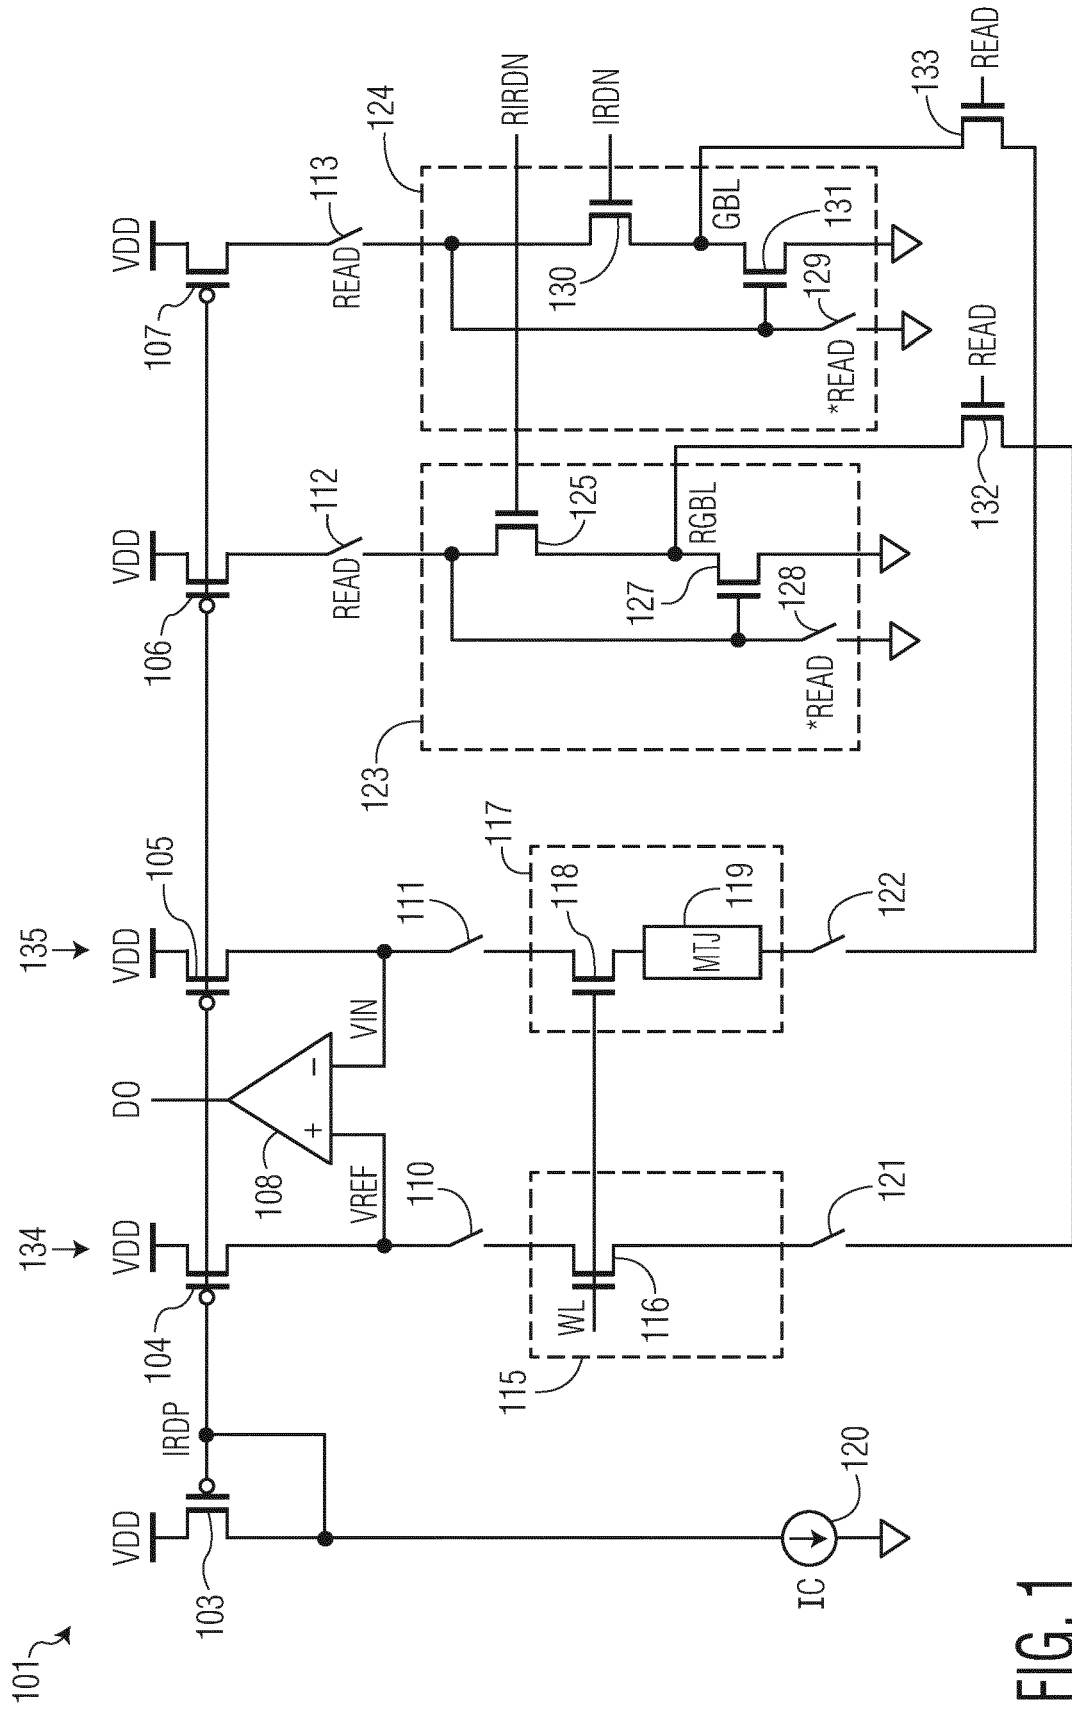 101
134
135
VDD
VDD
DO
VDD
VDD
VDD
103
IRDP
104
108
105
106
107
+
-
VREF
VIN
110
111
READ
112
READ
113
115
WL
116
117
118
MTJ
119
121
122
IC
120
123
125
RGBL
127
*READ
128
124
RIRDN
IRDN
130
GBL
131
*READ
129
132
READ
133
READ
FIG. 1